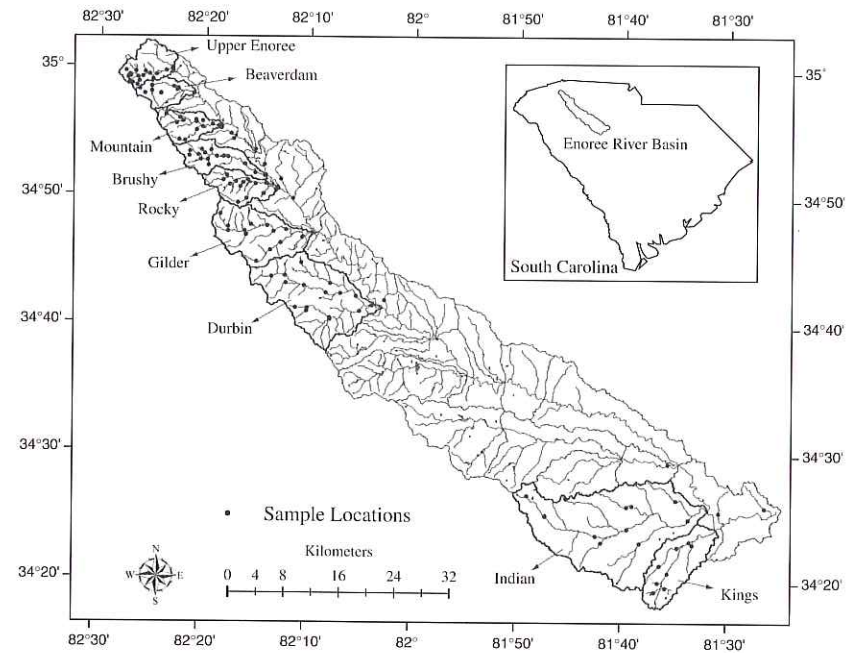 82°30' 82°20' 82°10' 81°50' 81°40' 81°30'
Upper Enoree
35° 35°
Beaverdam
Enoree River Basin
Mountain
Brushy
34°50' 34°50'
Rocky
Gilder
South Carolina
34°40' 34°40'
Durbin
34°30' 34°30'
Sample Locations
Kilometers
N
W E
S
0 4 8 16 24 32
Indian
34°20' 34°20'
Kings
82°30' 82°20' 82°10' 82° 81°50' 81°40' 81°30'